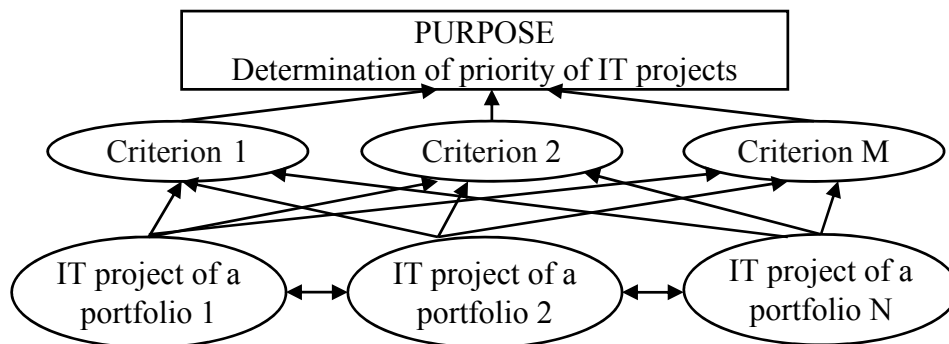 PURPOSE
Determination of priority of IT projects
Criterion 1
Criterion 2
Criterion M
IT project of a
portfolio 1
IT project of a
portfolio 2
IT project of a
portfolio N